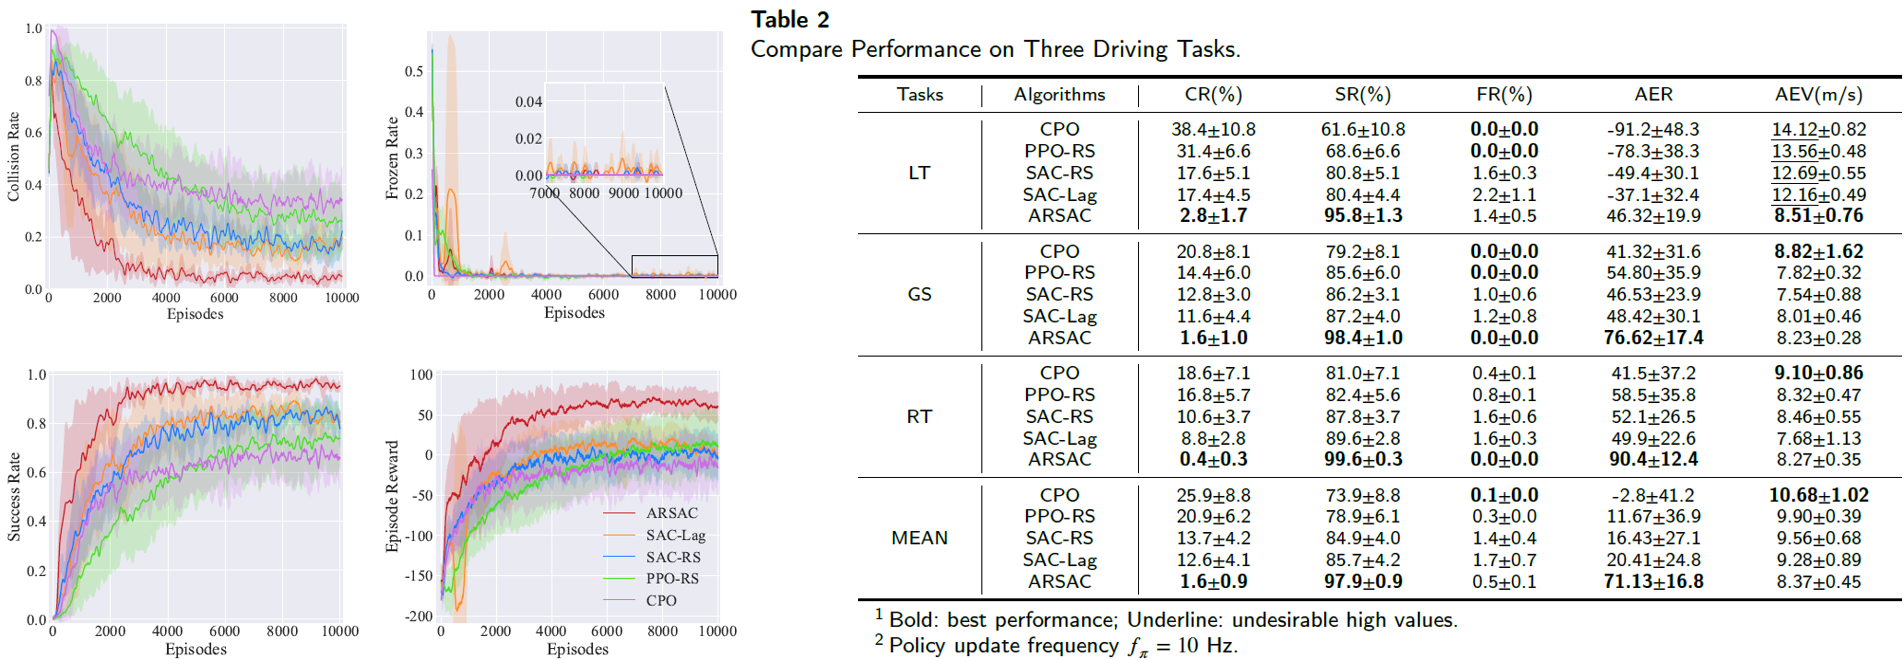 1.0
0.8
0.6
0.4
0.2
0.0
Collision Rate
0 2000 4000 6000 8000 10000
Episodes
0.5
0.4
0.3
0.2
0.1
0.0
Frozen Rate
0.04
0.02
0.00
7000 8000 9000 10000
0 2000 4000 6000 8000 10000
Episodes
1.0
0.8
0.6
0.4
0.2
0.0
Success Rate
0 2000 4000 6000 8000 10000
Episodes
100
50
0
-50
-100
-150
-200
Episode Reward
ARSAC
SAC-Lag
SAC-RS
PPO-RS
CPO
0 2000 4000 6000 8000 10000
Episodes
Table 2
Compare Performance on Three Driving Tasks.
Tasks Algorithms CR(%) SR(%) FR(%) AER AEV(m/s)
LT
CPO 38.4±10.8 61.6±10.8 0.0±0.0 -91.2±48.3 14.12±0.82
PPO-RS 31.4±6.6 68.6±6.6 0.0±0.0 -78.3±38.3 13.56±0.48
SAC-RS 17.6±5.1 80.8±5.1 1.6±0.3 -49.4±30.1 12.69±0.55
SAC-Lag 17.4±4.5 80.4±4.4 2.2±1.1 -37.1±32.4 12.16±0.49
ARSAC 2.8±1.7 95.8±1.3 1.4±0.5 46.32±19.9 8.51±0.76
GS
CPO 20.8±8.1 79.2±8.1 0.0±0.0 41.32±31.6 8.82±1.62
PPO-RS 14.4±6.0 85.6±6.0 0.0±0.0 54.80±35.9 7.82±0.32
SAC-RS 12.8±3.0 86.2±3.1 1.0±0.6 46.53±23.9 7.54±0.88
SAC-Lag 11.6±4.4 87.2±4.0 1.2±0.8 48.42±30.1 8.01±0.46
ARSAC 1.6±1.0 98.4±1.0 0.0±0.0 76.62±17.4 8.23±0.28
RT
CPO 18.6±7.1 81.0±7.1 0.4±0.1 41.5±37.2 9.10±0.86
PPO-RS 16.8±5.7 82.4±5.6 0.8±0.1 58.5±35.8 8.32±0.47
SAC-RS 10.6±3.7 87.8±3.7 1.6±0.6 52.1±26.5 8.46±0.55
SAC-Lag 8.8±2.8 89.6±2.8 1.6±0.3 49.9±22.6 7.68±1.13
ARSAC 0.4±0.3 99.6±0.3 0.0±0.0 90.4±12.4 8.27±0.35
MEAN
CPO 25.9±8.8 73.9±8.8 0.1±0.0 -2.8±41.2 10.68±1.02
PPO-RS 20.9±6.2 78.9±6.1 0.3±0.0 11.67±36.9 9.90±0.39
SAC-RS 13.7±4.2 84.9±4.0 1.4±0.4 16.43±27.1 9.56±0.68
SAC-Lag 12.6±4.1 85.7±4.2 1.7±0.7 20.41±24.8 9.28±0.89
ARSAC 1.6±0.9 97.9±0.9 0.5±0.1 71.13±16.8 8.37±0.45
1 Bold: best performance; Underline: undesirable high values.
2 Policy update frequency fπ = 10 Hz.